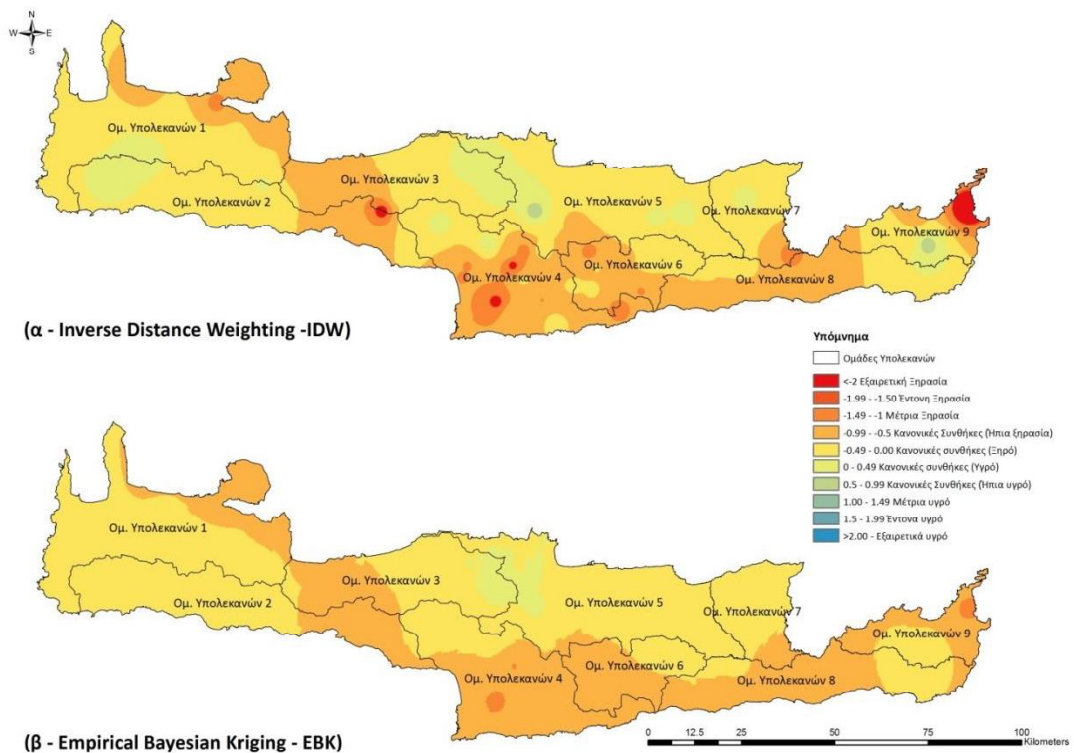 N
W E
S
Ομ. Υπολεκανών 1
Ομ. Υπολεκανών 2
Ομ. Υπολεκανών 3
Ομ. Υπολεκανών 4
Ομ. Υπολεκανών 5
Ομ. Υπολεκανών 6
Ομ. Υπολεκανών 7
Ομ. Υπολεκανών 8
Ομ. Υπολεκανών 9
(α - Inverse Distance Weighting -IDW)
Υπόμνημα
Ομάδες Υπολεκανών
<-2 Εξαιρετική Ξηρασία
-1.99 - -1.50 Έντονη Ξηρασία
-1.49 - -1 Μέτρια Ξηρασία
-0.99 - -0.5 Κανονικές Συνθήκες (Ήπια ξηρασία)
-0.49 - 0.00 Κανονικές συνθήκες (Ξηρό)
0 - 0.49 Κανονικές συνθήκες (Υγρό)
0.5 - 0.99 Κανονικές Συνθήκες (Ήπια υγρό)
1.00 - 1.49 Μέτρια υγρό
1.5 - 1.99 Έντονα υγρό
>2.00 - Εξαιρετικά υγρό
Ομ. Υπολεκανών 1
Ομ. Υπολεκανών 2
Ομ. Υπολεκανών 3
Ομ. Υπολεκανών 4
Ομ. Υπολεκανών 5
Ομ. Υπολεκανών 6
Ομ. Υπολεκανών 7
Ομ. Υπολεκανών 8
Ομ. Υπολεκανών 9
(β - Empirical Bayesian Kriging - EBK)
0 12.5 25 50 75 100
Kilometers